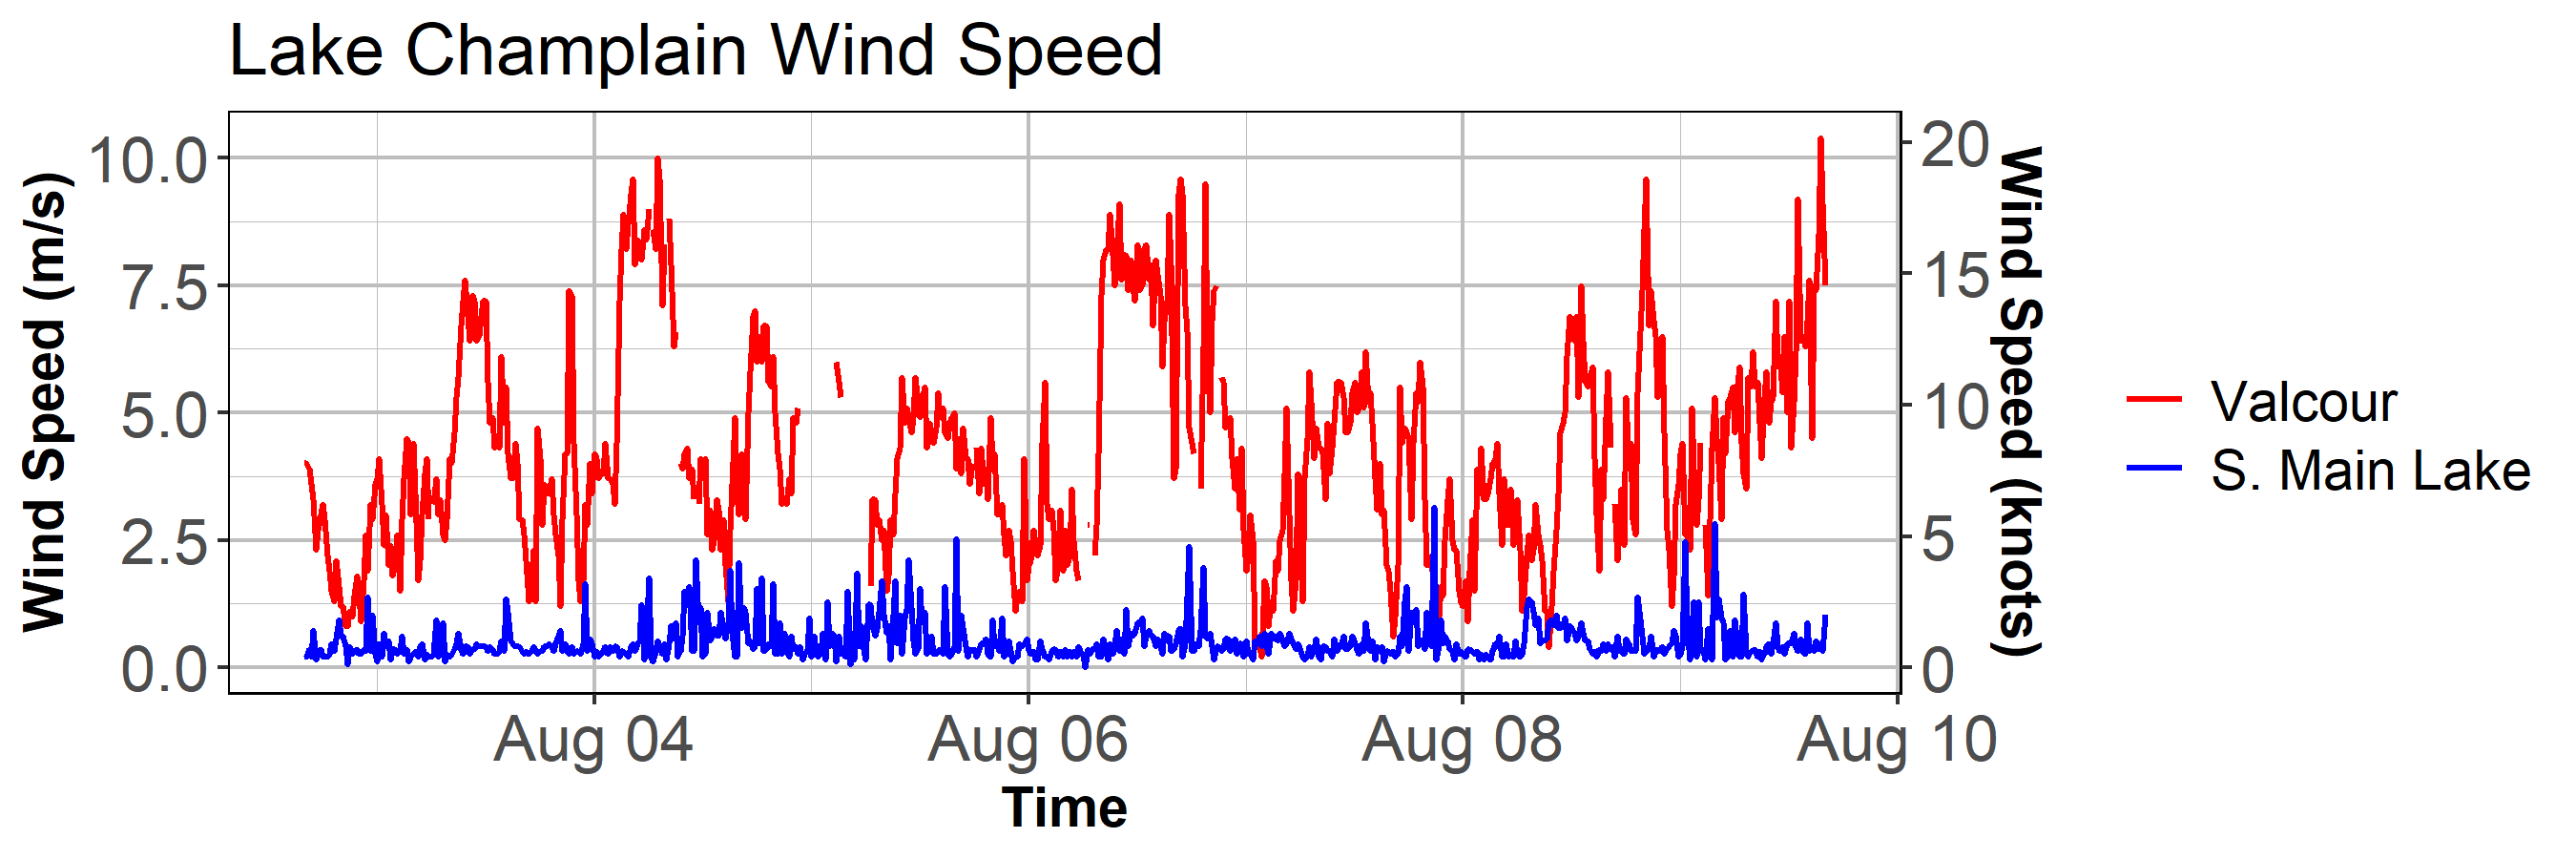 Lake Champlain Wind Speed
Wind Speed (m/s)
10.0
7.5
5.0
2.5
0.0
20
15
10
5
0
Wind Speed (knots)
Aug 04
Aug 06
Aug 08
Aug 10
Time
Valcour
S. Main Lake